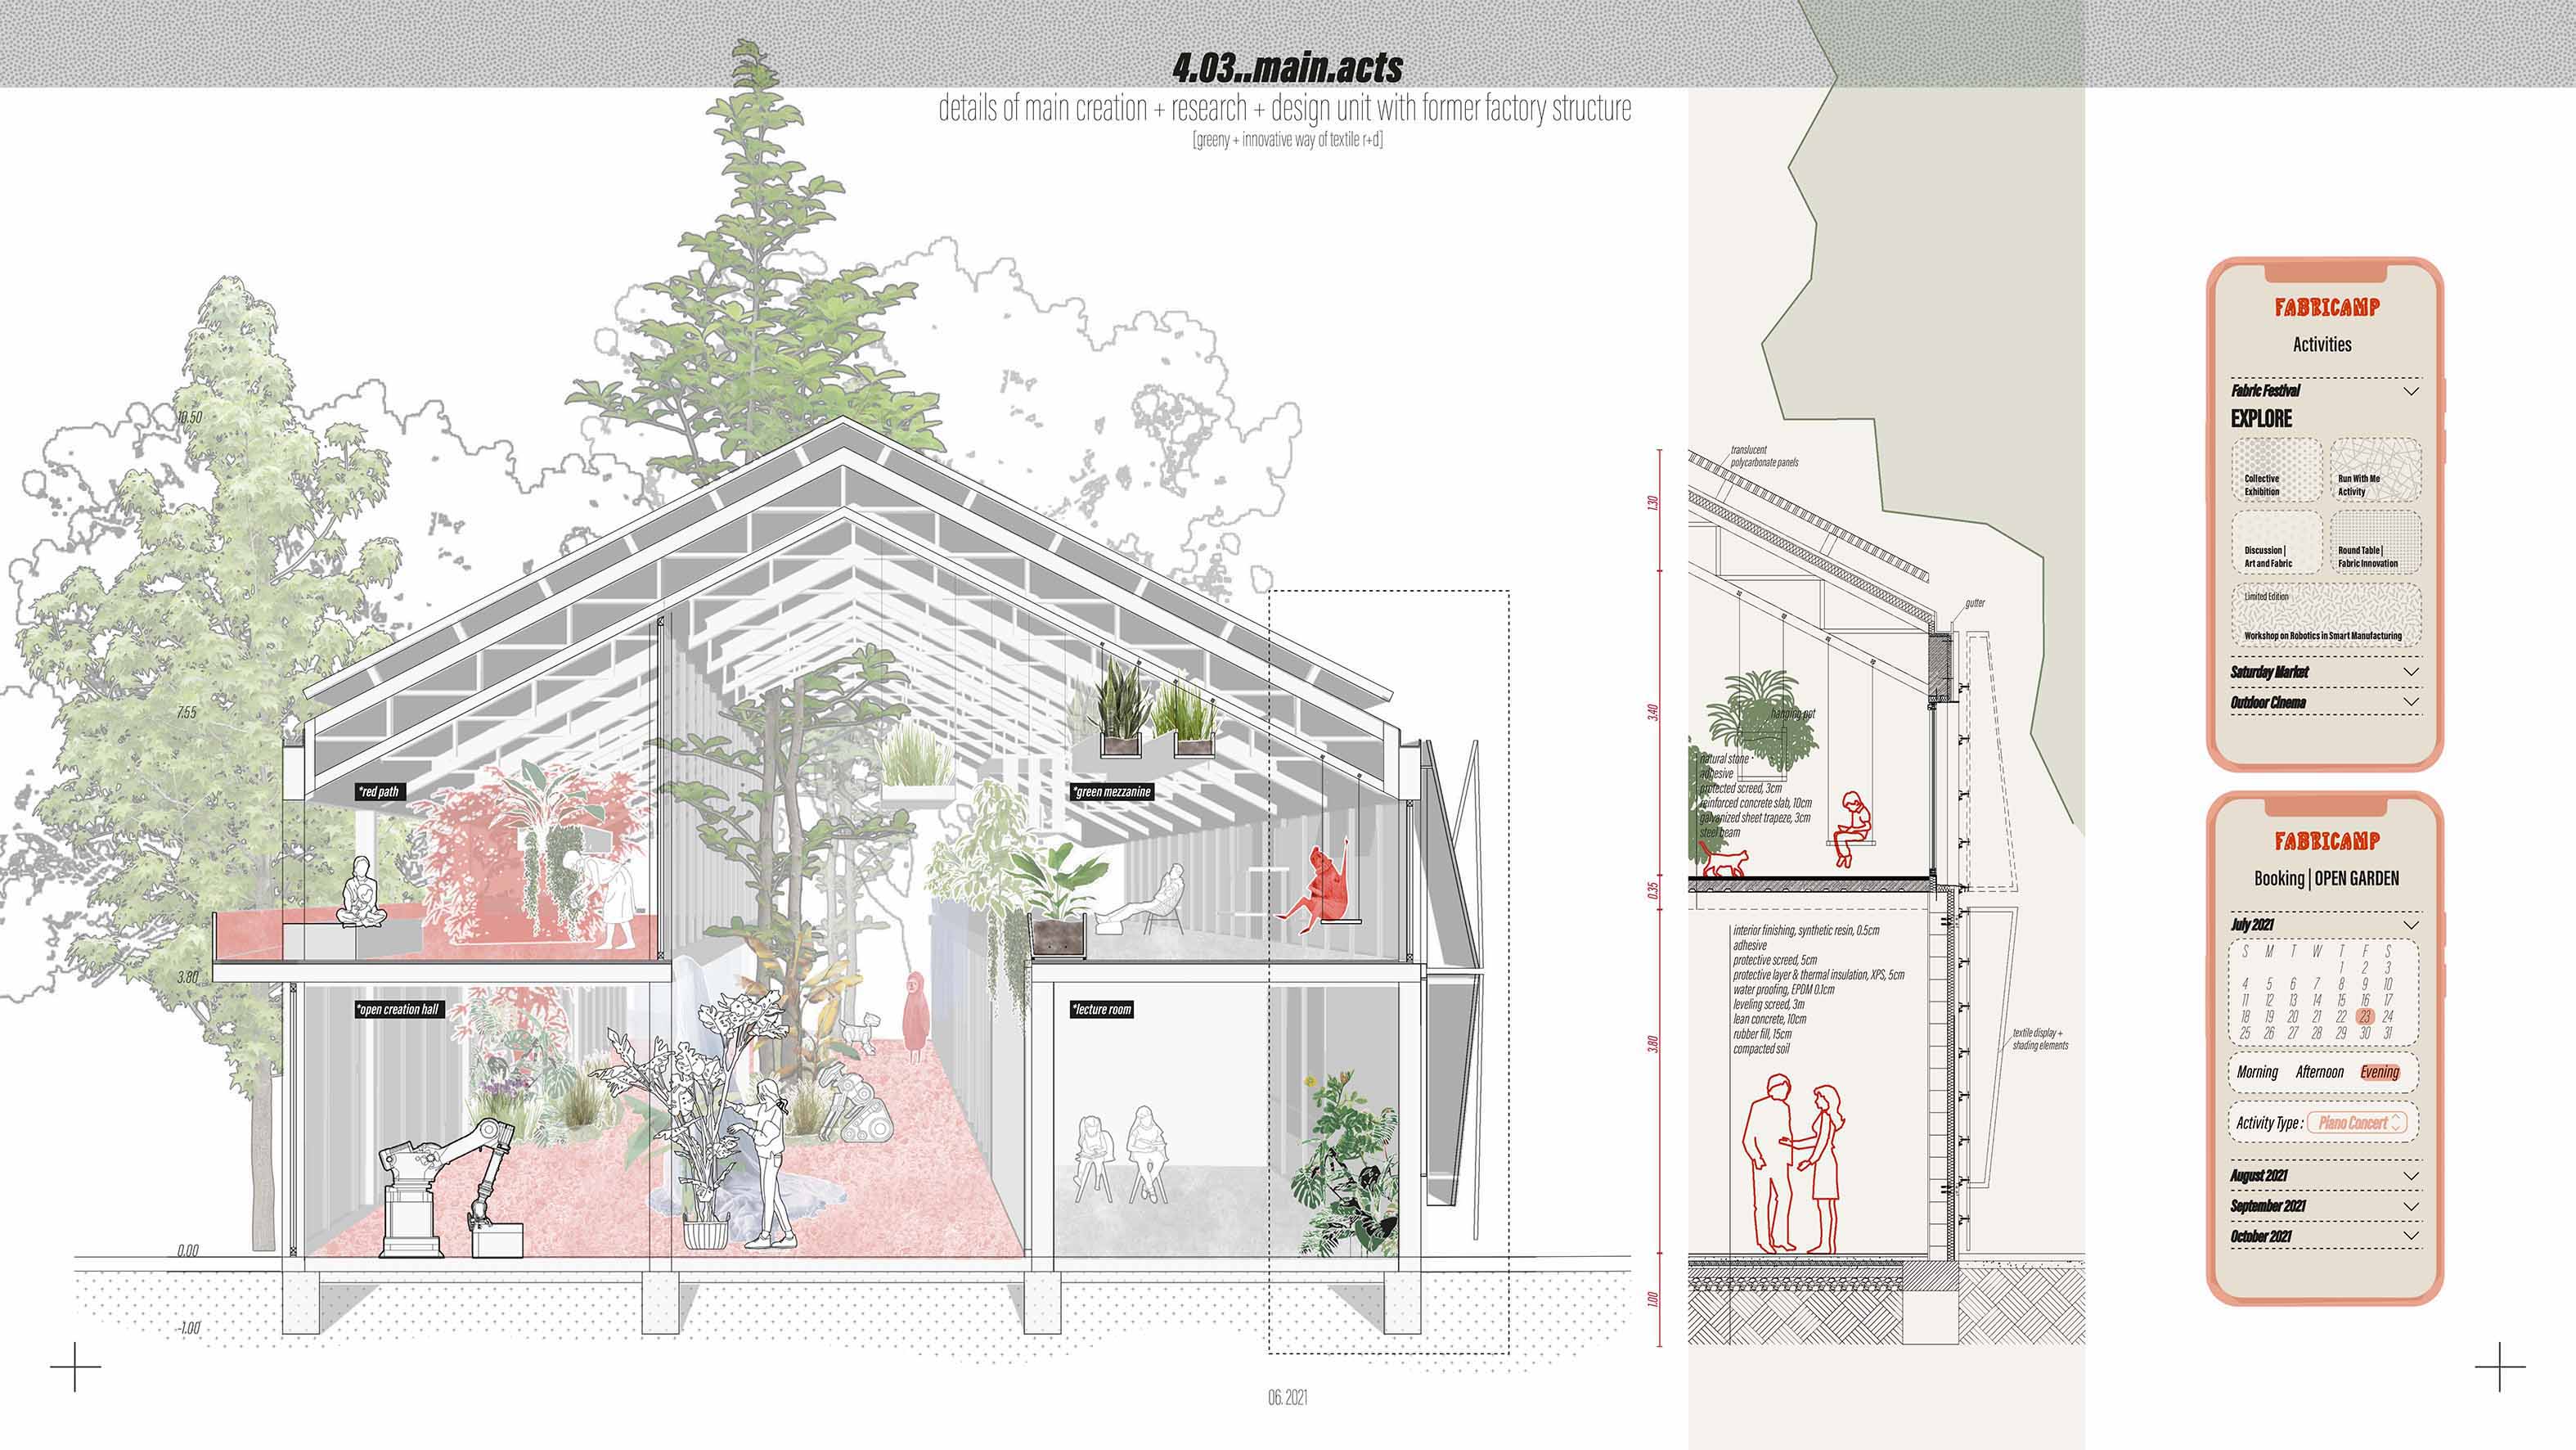 4.03..main.acts
details of main creation + research + design unit with former factory structure
[greeny + innovative way of textile r+d]
10.50
7.55
3.80
0.00
-1.00
*red path
*green mezzanine
*open creation hall
*lecture room
06. 2021
1.30
3.40
0.35
3.80
1.00
translucent
polycarbonate panels
gutter
hanging pot
natural stone
adhesive
protected screed, 3cm
reinforced concrete slab, 10cm
galvanized sheet trapeze, 3cm
steel beam
interior finishing, synthetic resin, 0.5cm
adhesive
protective screed, 5cm
protective layer & thermal insulation, XPS, 5cm
water proofing, EPDM 0.1cm
leveling screed, 3m
lean concrete, 10cm
rubber fill, 15cm
compacted soil
textile display +
shading elements
FABRICAMP
Activities
Fabric Festival
EXPLORE
Collective
Exhibition
Run With Me
Activity
Discussion |
Art and Fabric
Round Table |
Fabric Innovation
Limited Edition
Workshop on Robotics in Smart Manufacturing
Saturday Market
Outdoor Cinema
FABRICAMP
Booking | OPEN GARDEN
July 2021
S M T W T F S
1 2 3
4 5 6 7 8 9 10
11 12 13 14 15 16 17
18 19 20 21 22 23 24
25 26 27 28 29 30 31
Morning Afternoon Evening
Activity Type : Piano Concert
August 2021
September 2021
October 2021